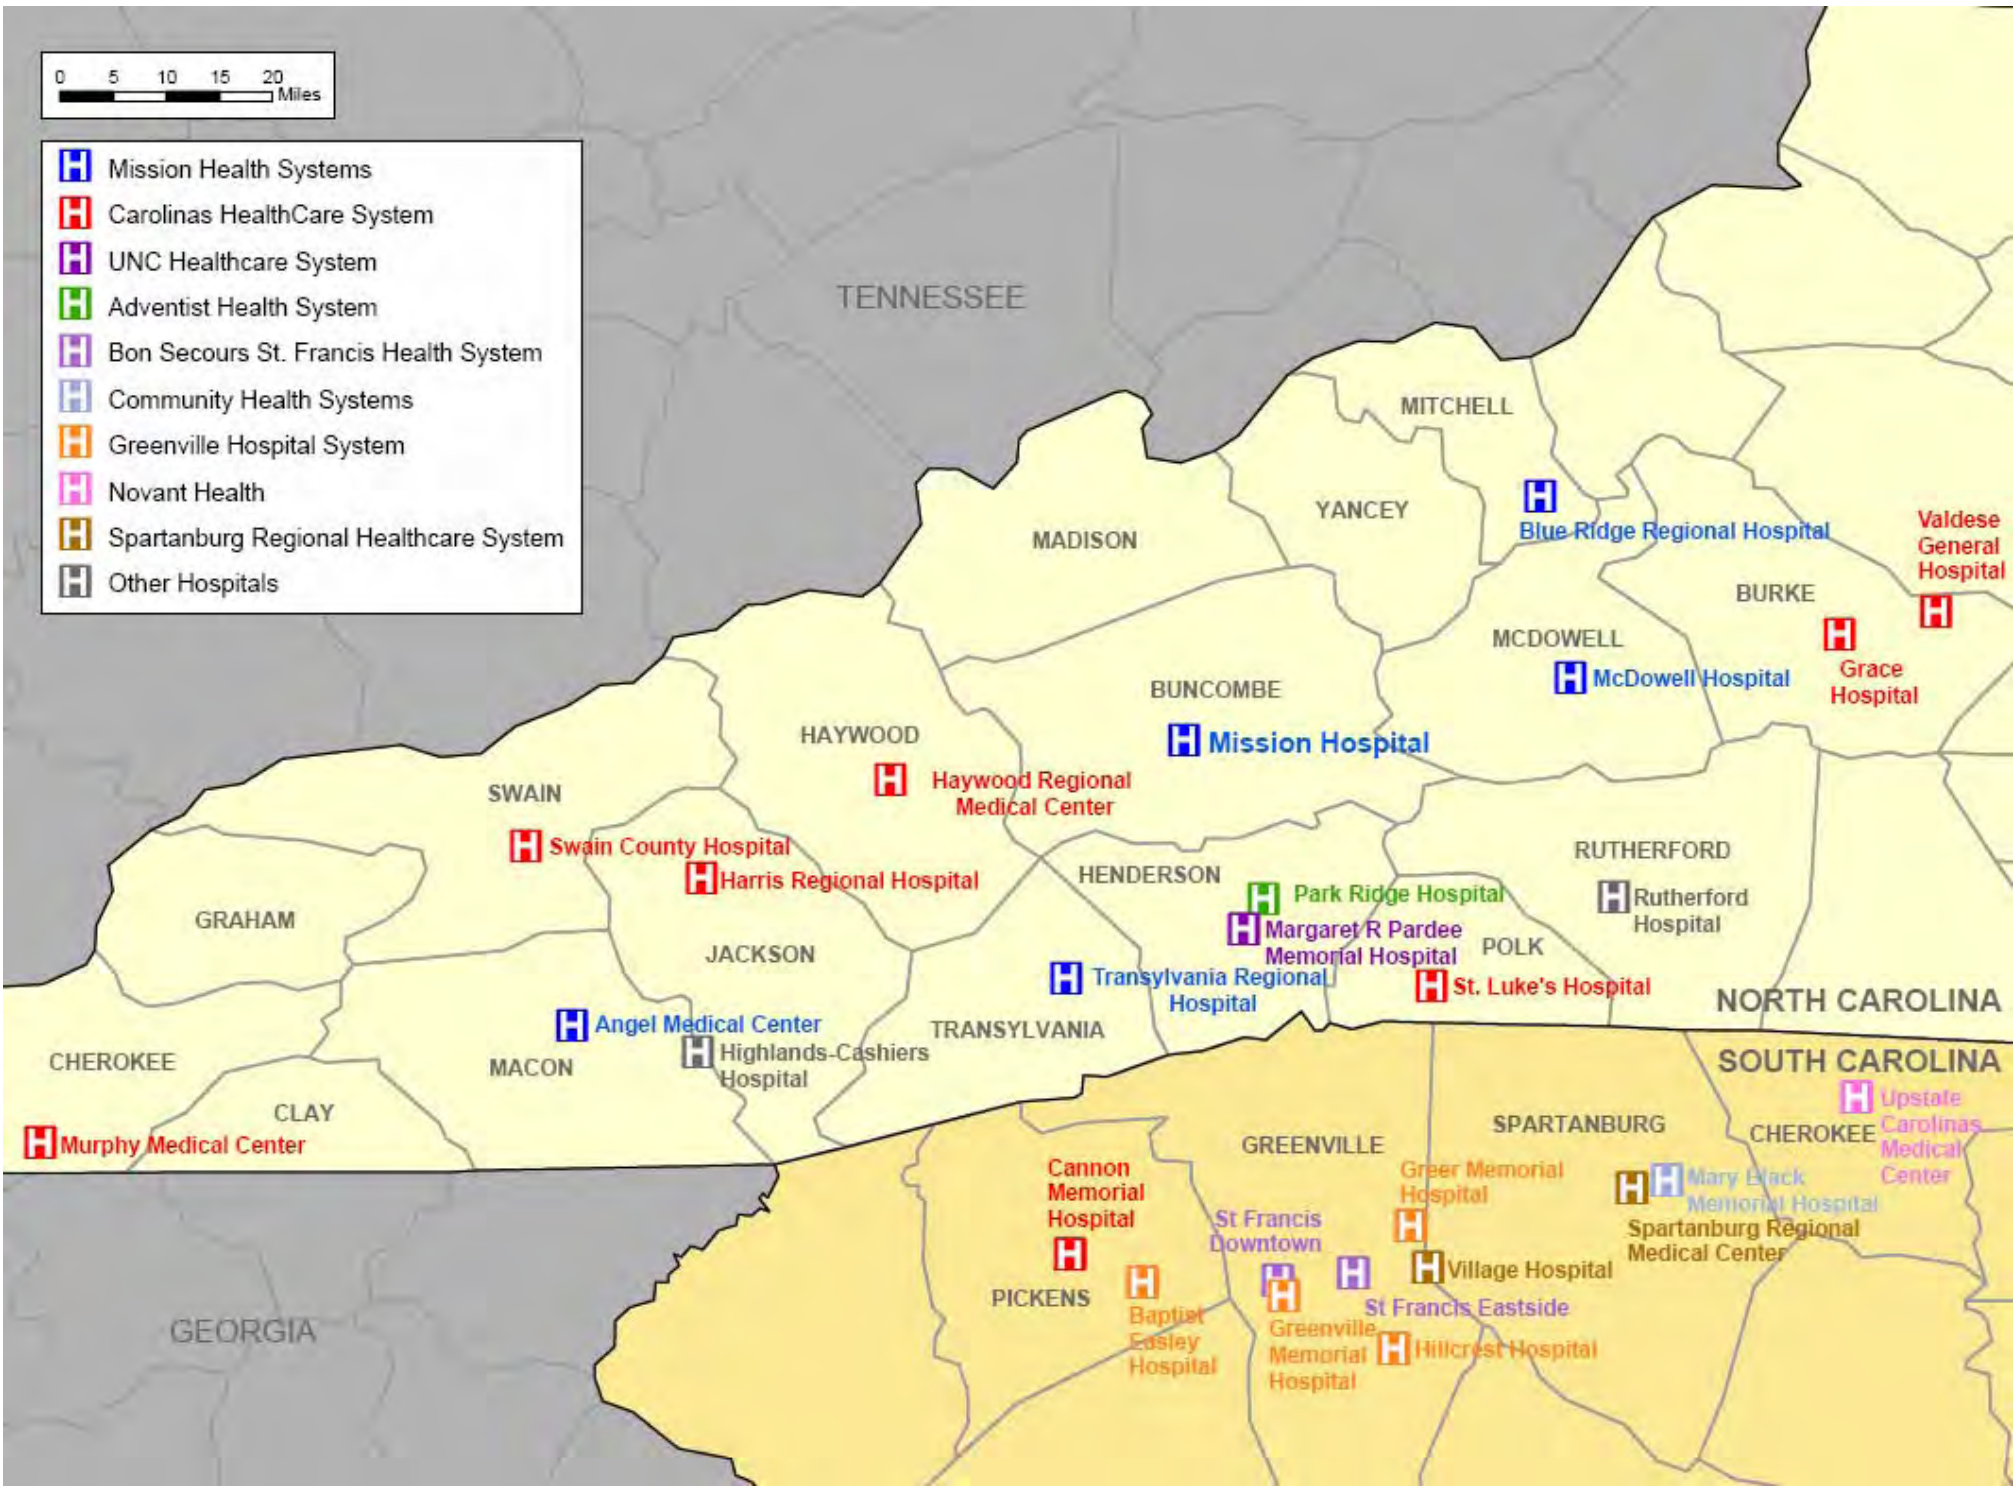 0 5 10 15 20
Miles
Mission Health Systems
Carolinas HealthCare System
UNC Healthcare System
Adventist Health System
Bon Secours St. Francis Health System
Community Health Systems
Greenville Hospital System
Novant Health
Spartanburg Regional Healthcare System
Other Hospitals
TENNESSEE
MITCHELL
YANCEY
MADISON
Blue Ridge Regional Hospital
Valdese
General
Hospital
BURKE
MCDOWELL
McDowell Hospital
Grace
Hospital
BUNCOMBE
Mission Hospital
HAYWOOD
Haywood Regional
Medical Center
SWAIN
Swain County Hospital
Harris Regional Hospital
HENDERSON
RUTHERFORD
Park Ridge Hospital
Rutherford
Hospital
GRAHAM
Margaret R Pardee
Memorial Hospital
POLK
JACKSON
Transylvania Regional
Hospital
St. Luke's Hospital
NORTH CAROLINA
Angel Medical Center
TRANSYLVANIA
Highlands-Cashiers
Hospital
CHEROKEE
MACON
SOUTH CAROLINA
CLAY
Murphy Medical Center
Upstate
Carolinas
Medical
Center
SPARTANBURG
CHEROKEE
GREENVILLE
Cannon
Memorial
Hospital
Greer Memorial
Hospital
Mary Black
Memorial Hospital
St Francis
Downtown
Spartanburg Regional
Medical Center
Village Hospital
PICKENS
St Francis Eastside
Baptist
Easley
Hospital
Greenville
Memorial
Hospital
Hillcrest Hospital
GEORGIA